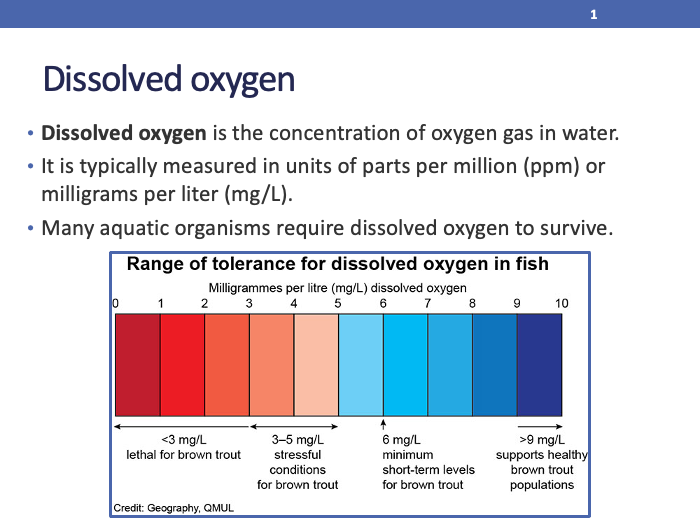 1
Dissolved oxygen
• Dissolved oxygen is the concentration of oxygen gas in water.
• It is typically measured in units of parts per million (ppm) or
milligrams per liter (mg/L).
• Many aquatic organisms require dissolved oxygen to survive.
Range of tolerance for dissolved oxygen in fish
Milligrammes per litre (mg/L) dissolved oxygen
0 1 2 3 4 5 6 7 8 9 10
<3 mg/L
lethal for brown trout
3–5 mg/L
stressful
conditions
for brown trout
6 mg/L
minimum
short-term levels
for brown trout
>9 mg/L
supports healthy
brown trout
populations
Credit: Geography, QMUL